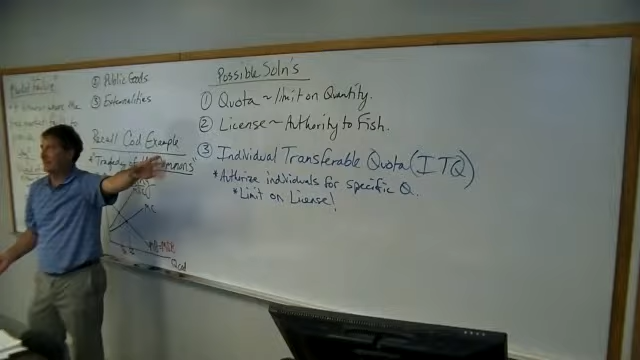 Market Failure"
② Public Goods
③ Externalities
Recall Cod Example
"Tragedy of the Commons"
MC
Qcod
Possible Soln's
① Quota ~ limit on Quantity.
② License ~ Authority to Fish.
③ Individual Transferable Quota (ITQ)
*Authorize individuals for specific Q.
*Limit on License!